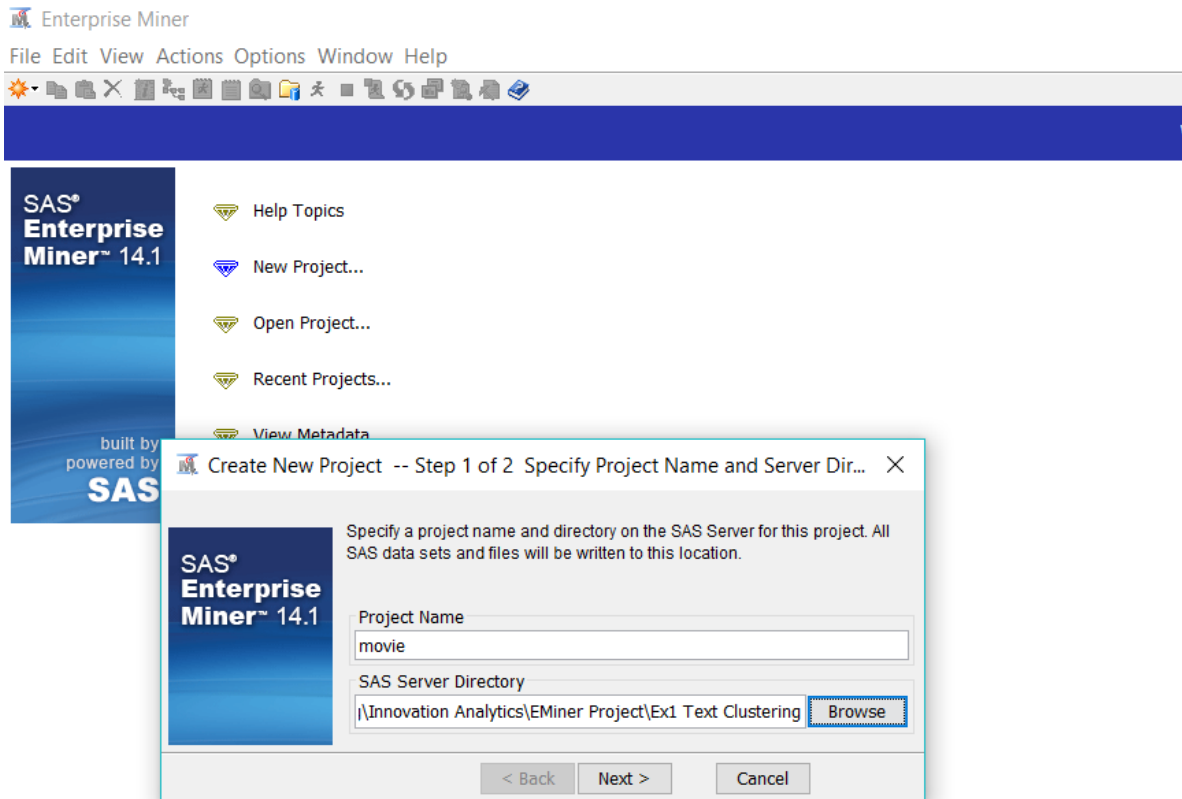 Enterprise Miner
File Edit View Actions Options Window Help
SAS®
Enterprise
Miner™ 14.1
built by
powered by
SAS
Help Topics
New Project...
Open Project...
Recent Projects...
View Metadata
Create New Project -- Step 1 of 2 Specify Project Name and Server Dir...
SAS®
Enterprise
Miner™ 14.1
Specify a project name and directory on the SAS Server for this project. All
SAS data sets and files will be written to this location.
Project Name
movie
SAS Server Directory
\Innovation Analytics\EMiner Project\Ex1 Text Clustering
Browse
< Back
Next >
Cancel